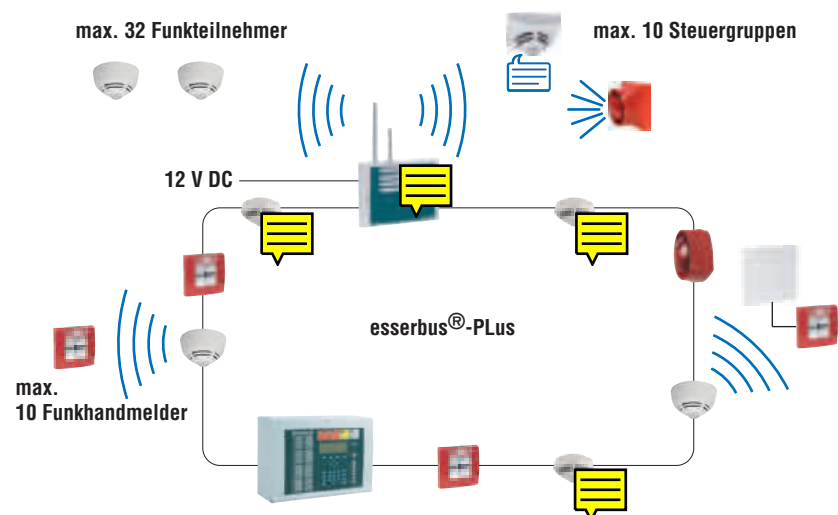 max. 32 Funkteilnehmer
max. 10 Steuergruppen
12 V DC
esserbus®-PLus
max.
10 Funkhandmelder